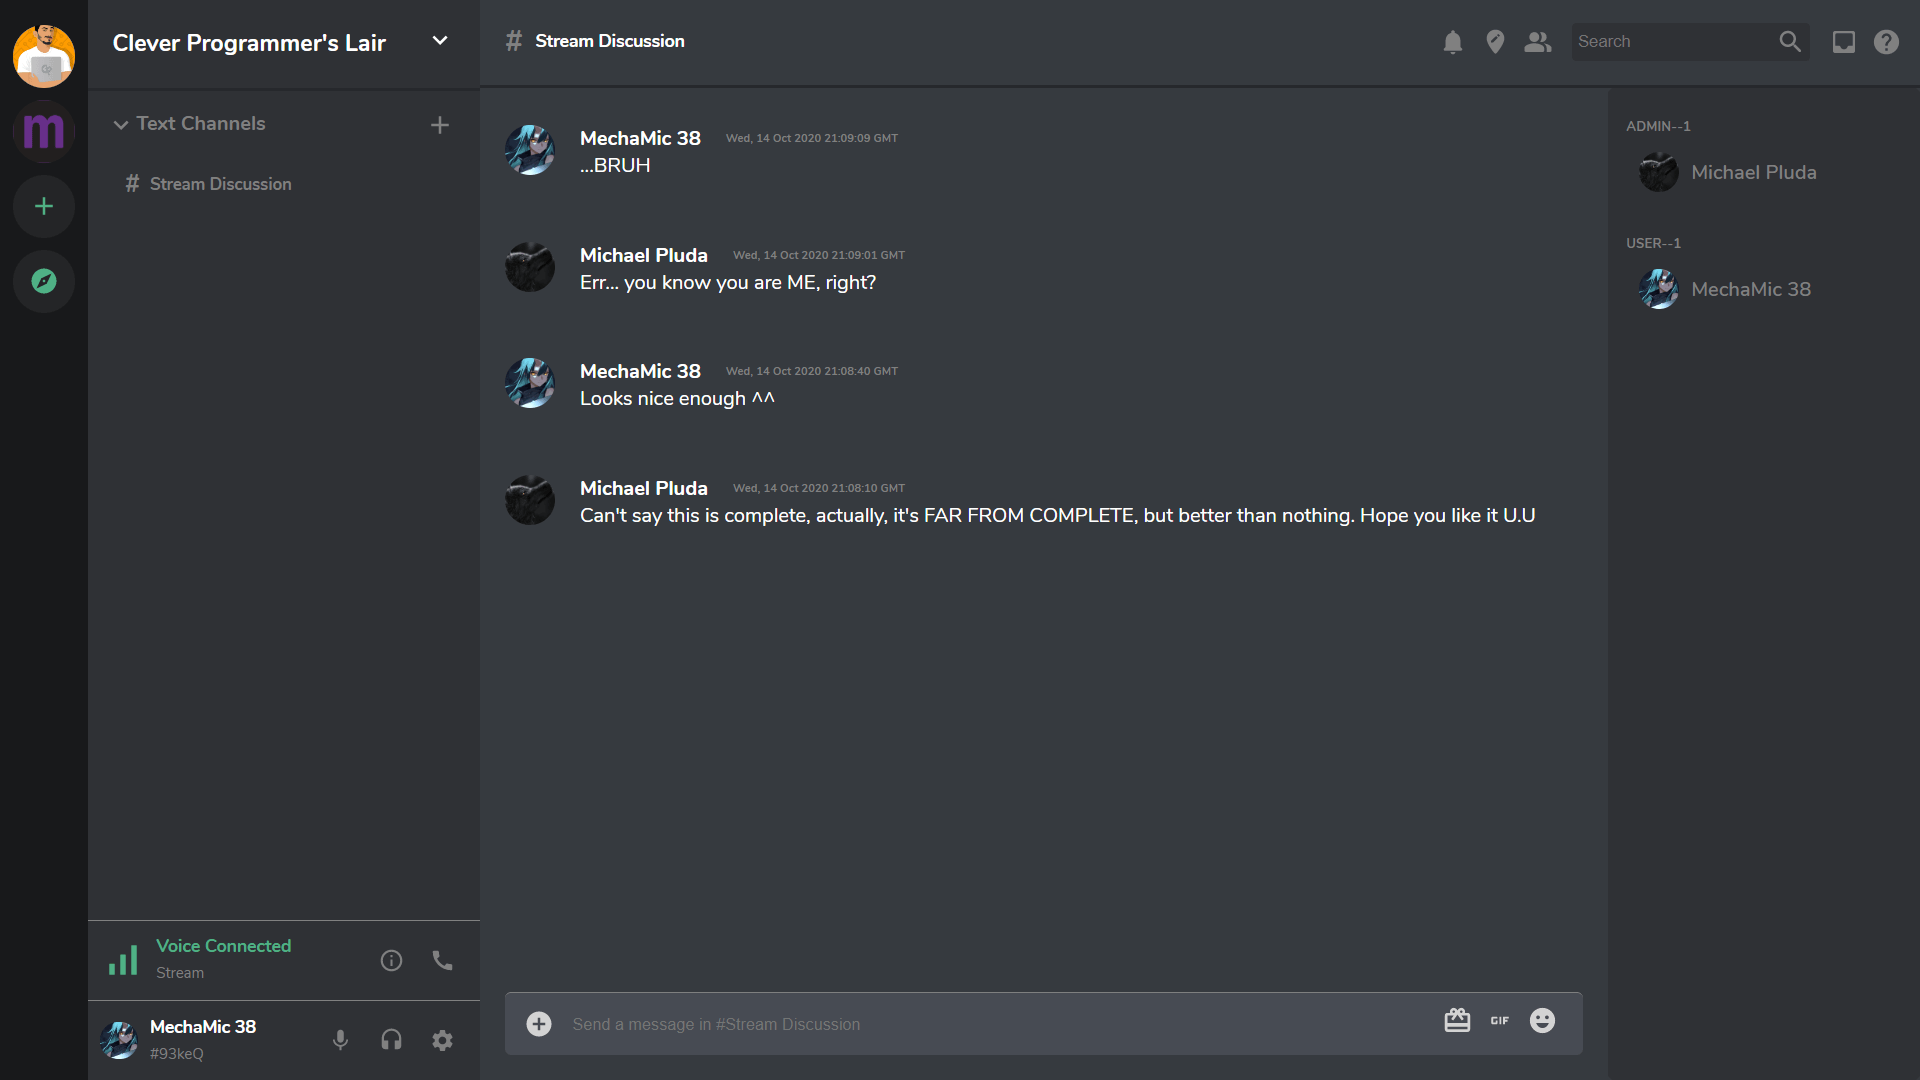 Clever Programmer's Lair
m
Text Channels
# Stream Discussion
Voice Connected
Stream
MechaMic 38
#93keQ
# Stream Discussion
Search
MechaMic 38 Wed, 14 Oct 2020 21:09:09 GMT
...BRUH
Michael Pluda Wed, 14 Oct 2020 21:09:01 GMT
Err... you know you are ME, right?
MechaMic 38 Wed, 14 Oct 2020 21:08:40 GMT
Looks nice enough ^^
Michael Pluda Wed, 14 Oct 2020 21:08:10 GMT
Can't say this is complete, actually, it's FAR FROM COMPLETE, but better than nothing. Hope you like it U.U
Send a message in #Stream Discussion
GIF
ADMIN--1
Michael Pluda
USER--1
MechaMic 38